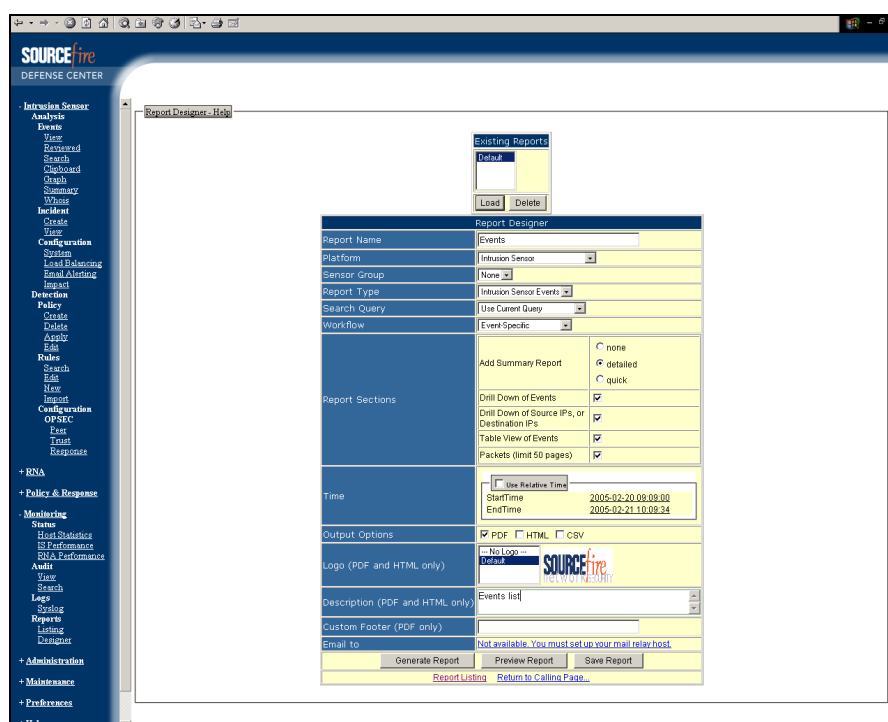 SOURCEfire
DEFENSE CENTER
- Intrusion Sensor
Analysis
Events
View
Reviewed
Search
Clipboard
Graph
Summary
Whois
Incident
Create
View
Configuration
System
Load Balancing
Email Alerting
Impact
Detection
Policy
Create
Delete
Apply
Edit
Rules
Search
Edit
New
Import
Configuration
OPSEC
Peer
Trust
Response
+ RNA
+ Policy & Response
- Monitoring
Status
Host Statistics
IS Performance
RNA Performance
Audit
View
Search
Logs
Syslog
Reports
Listing
Designer
+ Administration
+ Maintenance
+ Preferences
Report Designer - Help
Existing Reports
Default
Load Delete
Report Designer
Report Name Events
Platform Intrusion Sensor
Sensor Group None
Report Type Intrusion Sensor Events
Search Query Use Current Query
Workflow Event-Specific
Report Sections
Add Summary Report
none
detailed
quick
Drill Down of Events
Drill Down of Source IPs, or
Destination IPs
Table View of Events
Packets (limit 50 pages)
Time
Use Relative Time
StartTime 2005-02-20 09:09:00
EndTime 2005-02-21 10:09:34
Output Options PDF HTML CSV
Logo (PDF and HTML only)
--- No Logo ---
Default
SOURCEfire
network SECURITY
Description (PDF and HTML only) Events list
Custom Footer (PDF only)
Email to Not available. You must set up your mail relay host.
Generate Report Preview Report Save Report
Report Listing Return to Calling Page...